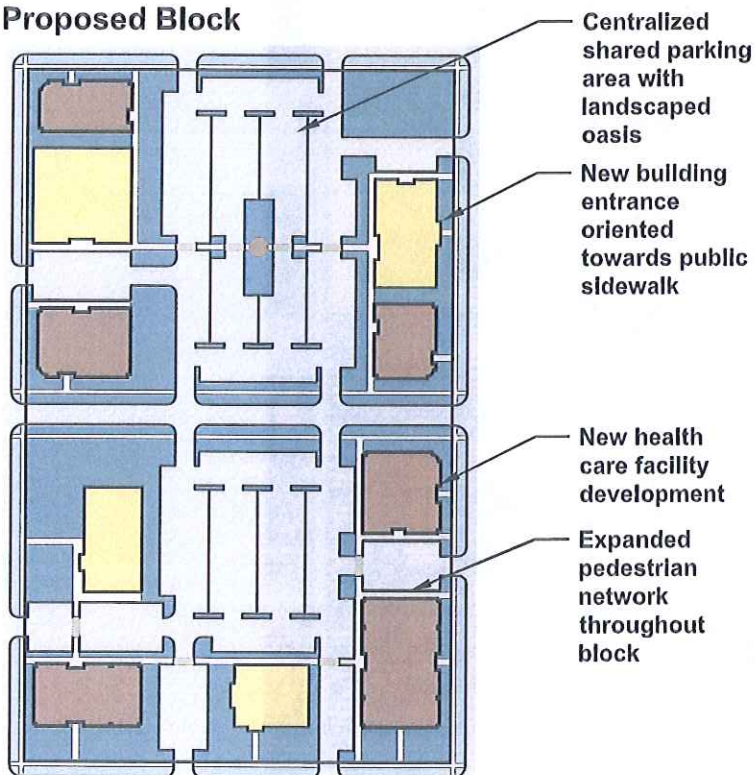 Proposed Block
Centralized
shared parking
area with
landscaped
oasis
New building
entrance
oriented
towards public
sidewalk
New health
care facility
development
Expanded
pedestrian
network
throughout
block